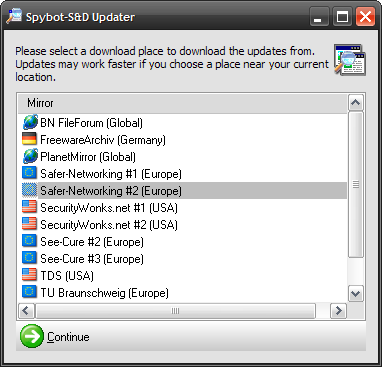 Spybot-S&D Updater
Please select a download place to download the updates from.
Updates may work faster if you choose a place near your current
location.
Mirror
BN FileForum (Global)
FreewareArchiv (Germany)
PlanetMirror (Global)
Safer-Networking #1 (Europe)
Safer-Networking #2 (Europe)
SecurityWonks.net #1 (USA)
SecurityWonks.net #2 (USA)
See-Cure #2 (Europe)
See-Cure #3 (Europe)
TDS (USA)
TU Braunschweig (Europe)
Continue